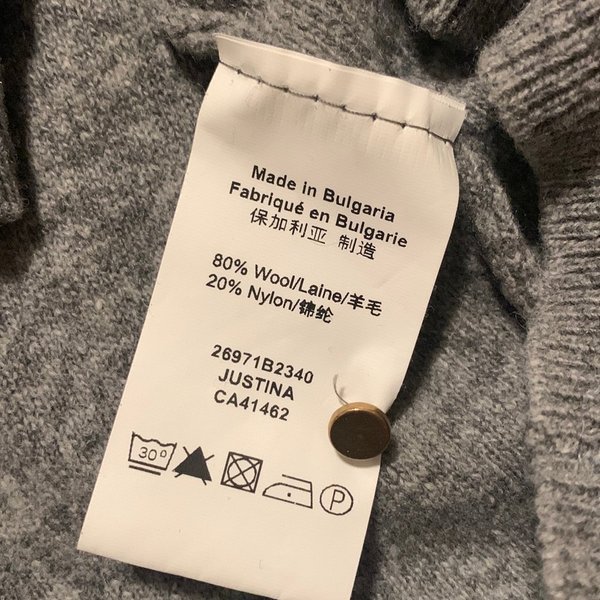 Made in Bulgaria
Fabriqué en Bulgarie
保加利亚 制造
80% Wool/Laine/羊毛
20% Nylon/锦纶
26971B2340
JUSTINA
CA41462
30°
P